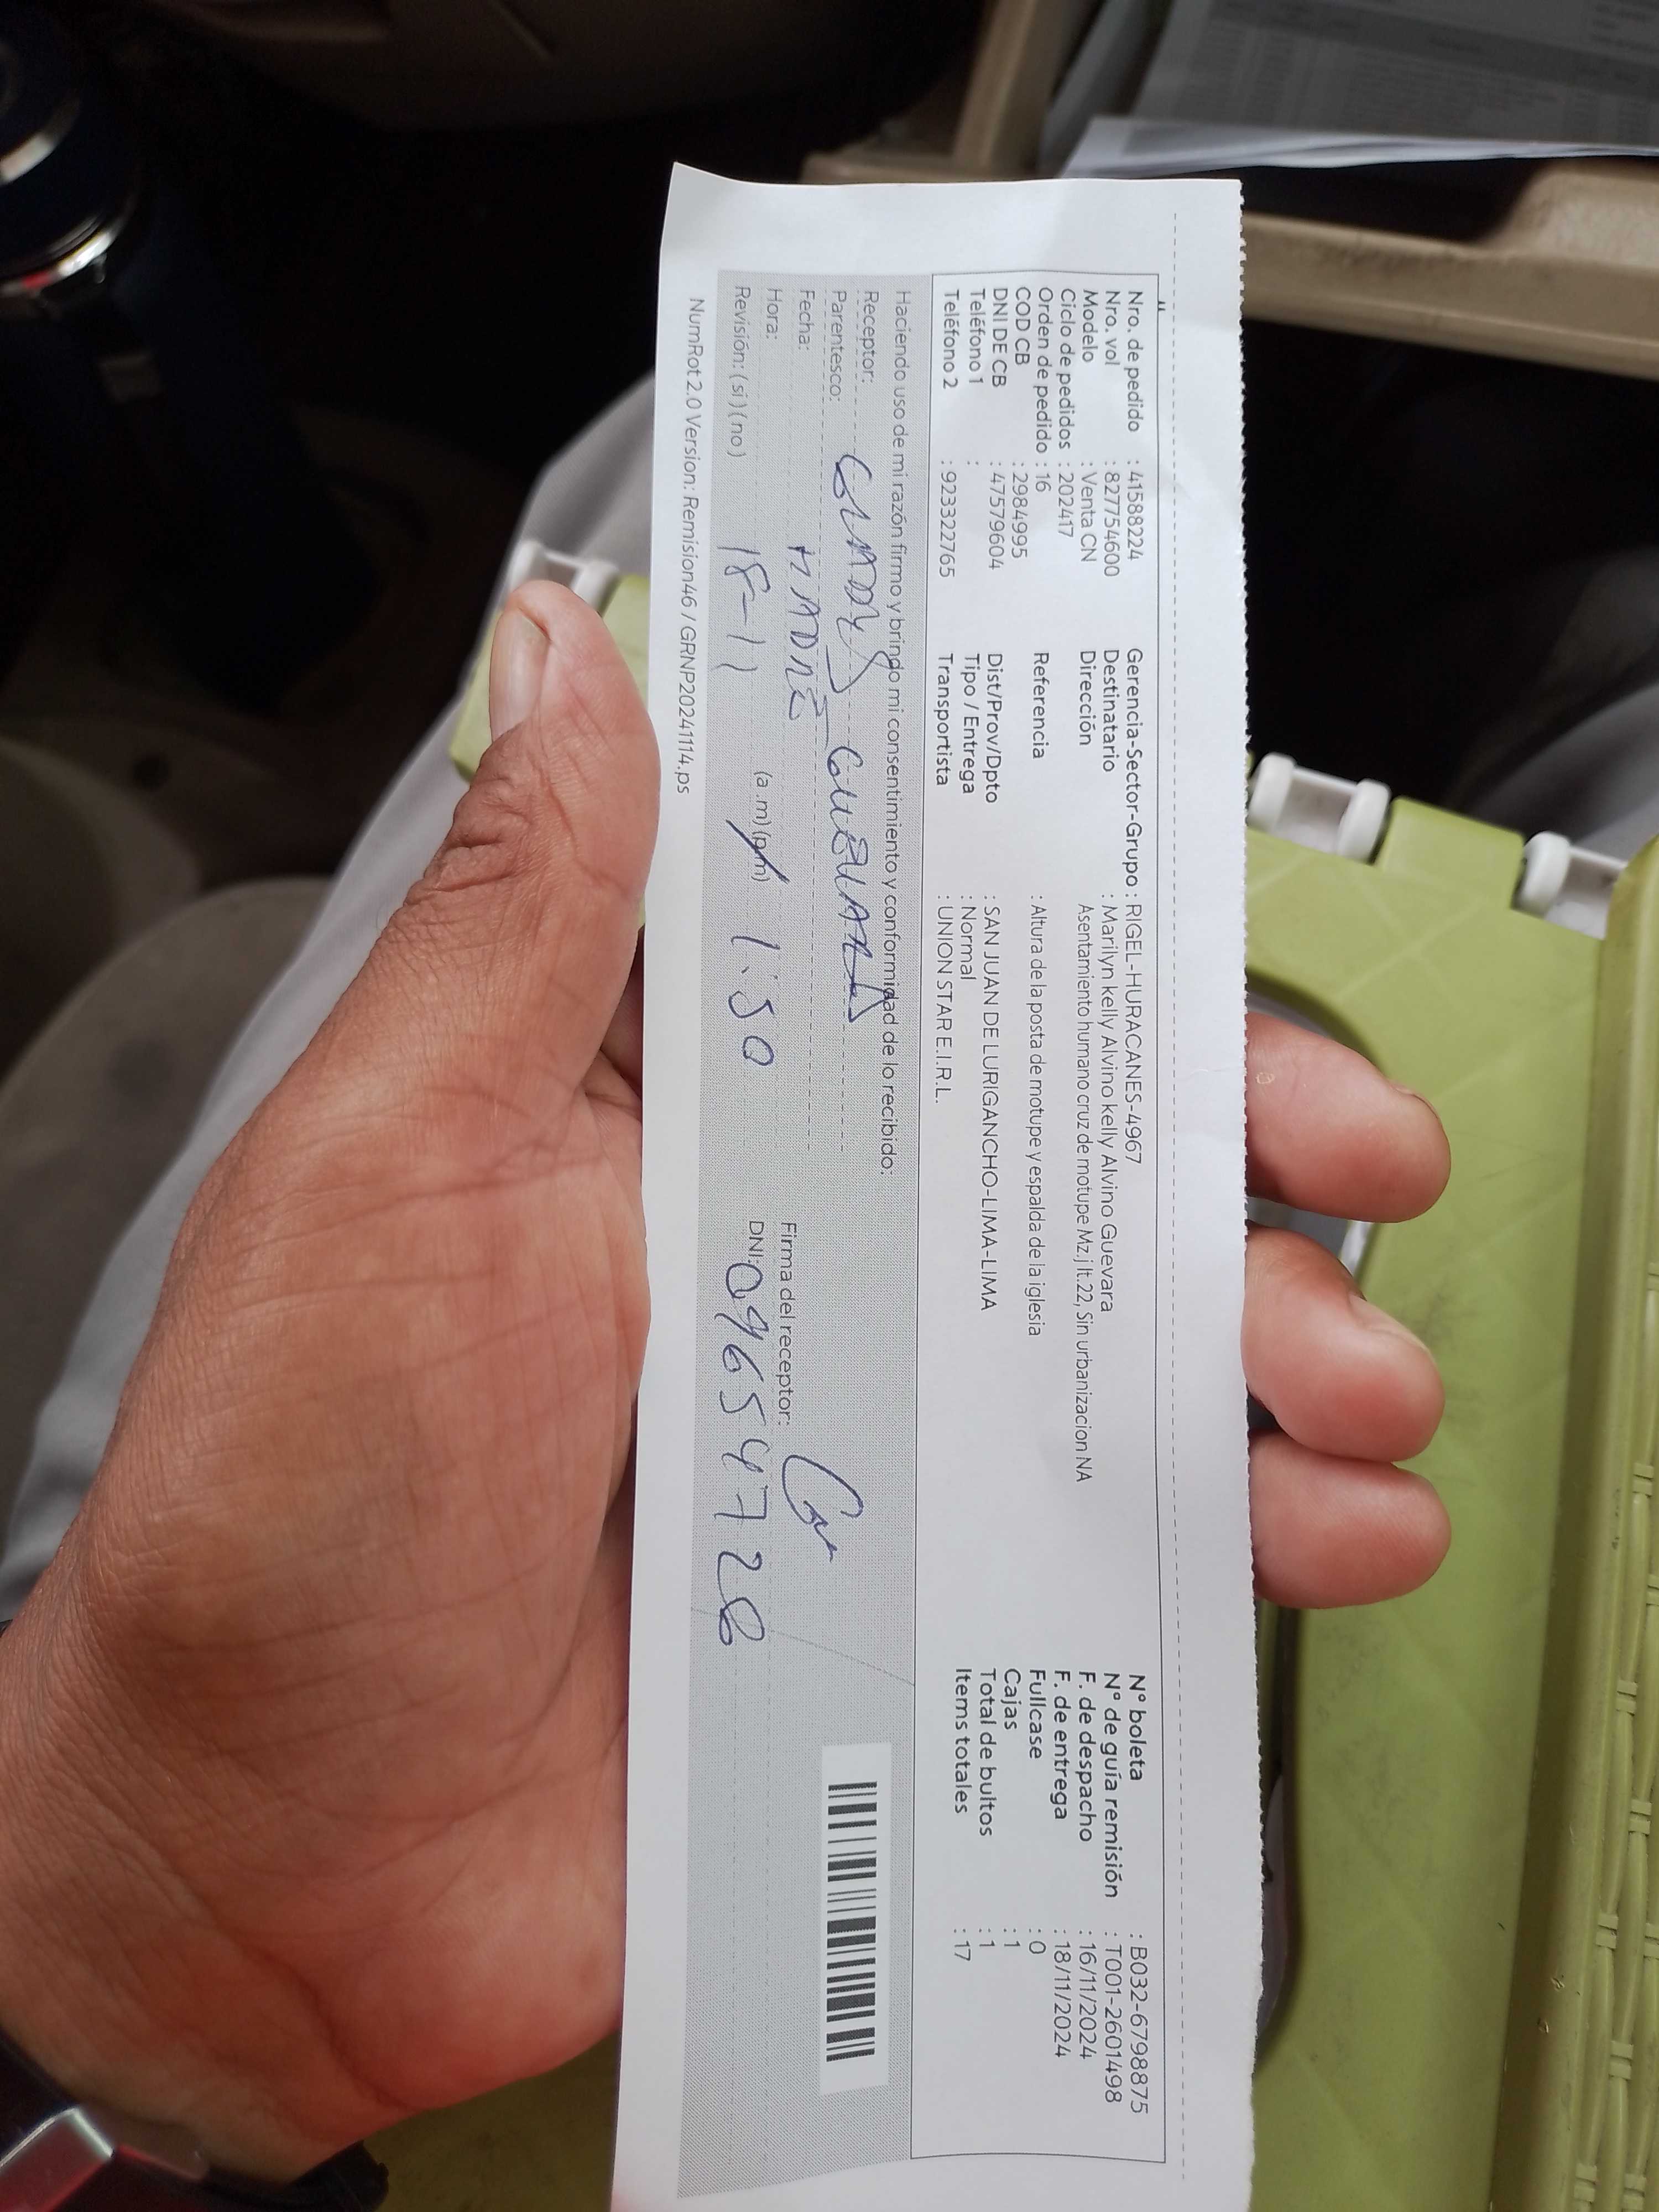 Nro. de pedido : 41588224
Nro. vol : 827754600
Modelo : Venta CN
Ciclo de pedidos : 202417
Orden de pedido : 16
COD CB : 2984995
DNI DE CB : 47579604
Teléfono 1 :
Teléfono 2 : 923322765
Gerencia-Sector-Grupo : RIGEL-HURACANES-4967
Destinatario : Marilyn kelly Alvino kelly Alvino Guevara
Dirección Asentamiento humano cruz de motupe Mz.j lt.22, Sin urbanizacion NA
Referencia : Altura de la posta de motupe y espalda de la iglesia
Dist/Prov/Dpto : SAN JUAN DE LURIGANCHO-LIMA-LIMA
Tipo / Entrega : Normal
Transportista : UNION STAR E.I.R.L.
N° boleta : B032-6798875
N° de guía remisión : T001-2601498
F. de despacho : 16/11/2024
F. de entrega : 18/11/2024
Fullcase : 0
Cajas : 1
Total de bultos : 1
Items totales : 17
Haciendo uso de mi razón firmo y brindo mi consentimiento y conformidad de lo recibido:
Receptor: GLADYS GUEVARA
Parentesco: MADRE
Fecha: 18-11
Hora: (a.m) (pm) 1:50
Revisión: ( si ) ( no )
Firma del receptor:
DNI: 096547728
NumRot 2.0 Version: Remision46 / GRNP20241114.ps